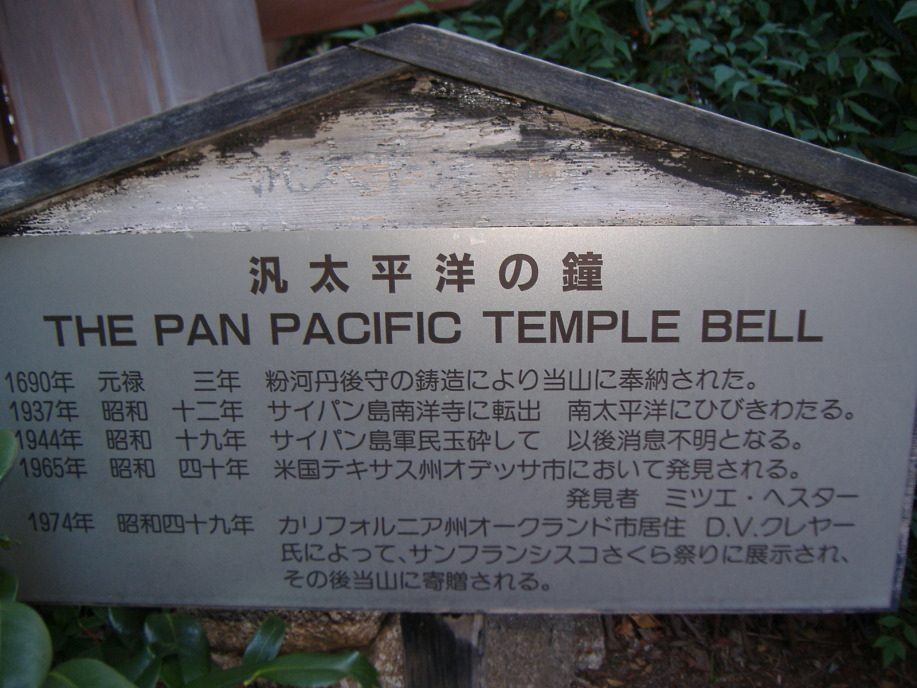 汎太平洋の鐘
THE PAN PACIFIC TEMPLE BELL
1690年 元禄 三年 粉河丹後守の鋳造により当山に奉納された。
1937年 昭和 十二年 サイパン島南洋寺に転出 南太平洋にひびきわたる。
1944年 昭和 十九年 サイパン島軍民玉砕して 以後消息不明となる。
1965年 昭和 四十年 米国テキサス州オデッサ市において発見される。
発見者 ミツエ・ヘスター
1974年 昭和四十九年 カリフォルニア州オークランド市居住 D.V.クレヤー
氏によって、サンフランシスコさくら祭りに展示され、
その後当山に寄贈される。